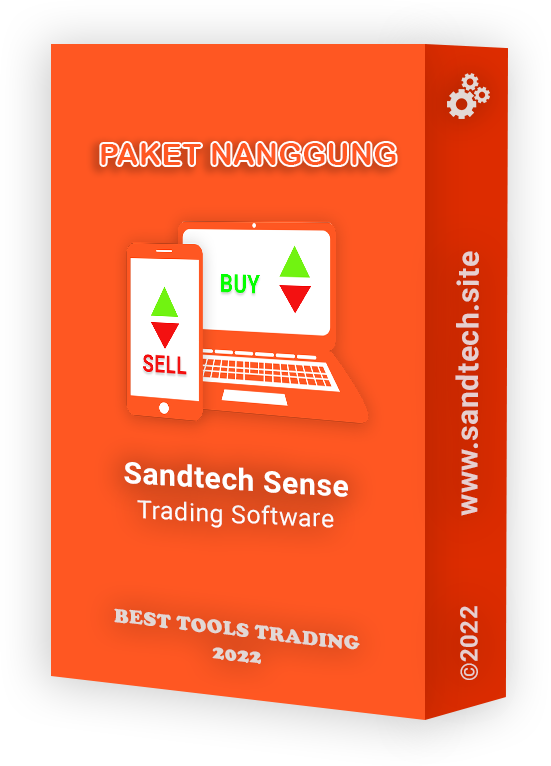 PAKET NANGGUNG
BUY
SELL
Sandtech Sense
Trading Software
BEST TOOLS TRADING
2022
www.sandtech.site
©2022